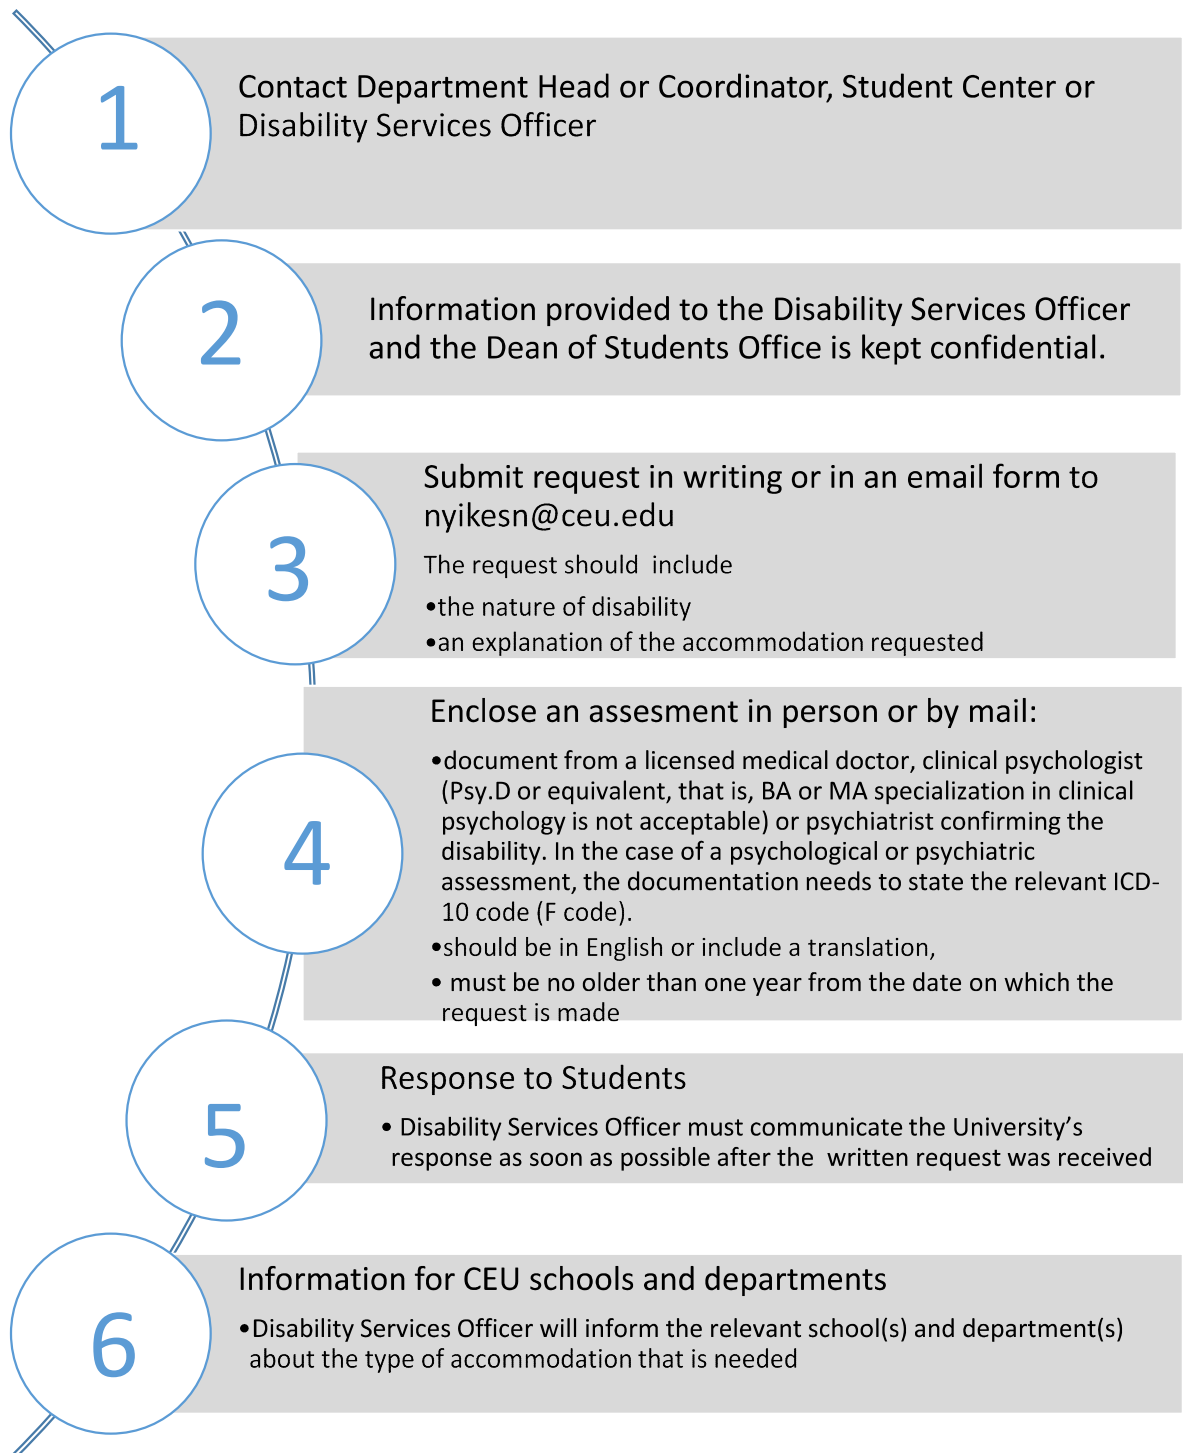 1
Contact Department Head or Coordinator, Student Center or
Disability Services Officer
2
Information provided to the Disability Services Officer
and the Dean of Students Office is kept confidential.
3
Submit request in writing or in an email form to
nyikesn@ceu.edu
The request should  include
•the nature of disability
•an explanation of the accommodation requested
4
Enclose an assesment in person or by mail:
•document from a licensed medical doctor, clinical psychologist
(Psy.D or equivalent, that is, BA or MA specialization in clinical
psychology is not acceptable) or psychiatrist confirming the
disability. In the case of a psychological or psychiatric
assessment, the documentation needs to state the relevant ICD-
10 code (F code).
•should be in English or include a translation,
• must be no older than one year from the date on which the
request is made
5
Response to Students
• Disability Services Officer must communicate the University’s
response as soon as possible after the  written request was received
6
Information for CEU schools and departments
•Disability Services Officer will inform the relevant school(s) and department(s)
about the type of accommodation that is needed